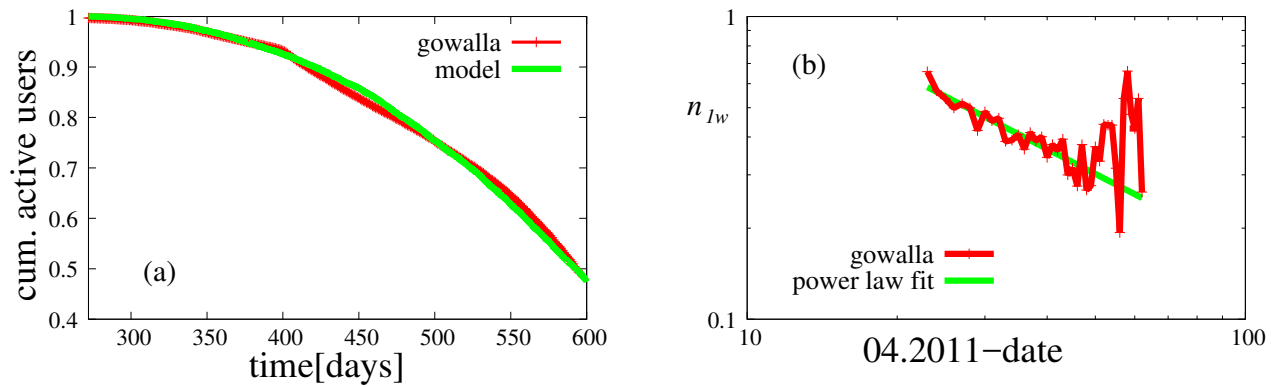 1
0.9
0.8
0.7
0.6
0.5
0.4
cum. active users
gowalla
model
(a)
300 350 400 450 500 550 600
time[days]
1
0.1
n1w
(b)
gowalla
power law fit
10 100
04.2011−date